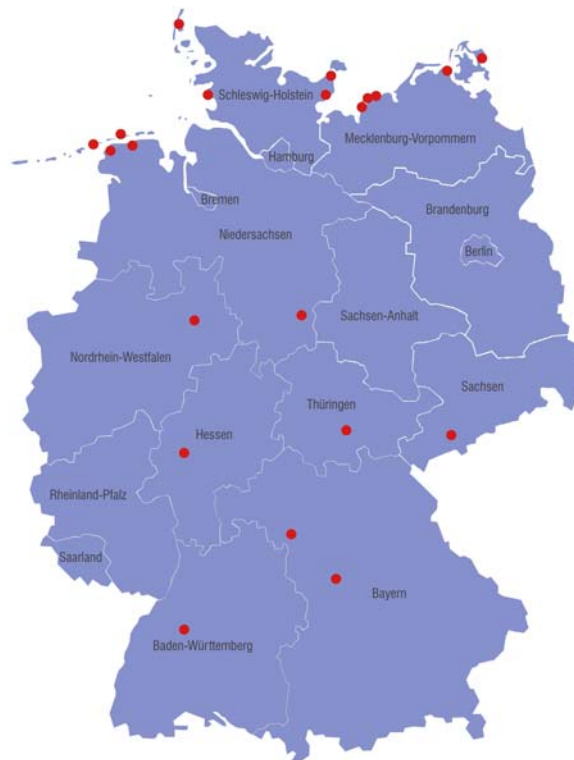 Schleswig-Holstein
Mecklenburg-Vorpommern
Hamburg
Bremen
Brandenburg
Niedersachsen
Berlin
Sachsen-Anhalt
Nordrhein-Westfalen
Sachsen
Thüringen
Hessen
Rheinland-Pfalz
Saarland
Bayern
Baden-Württemberg